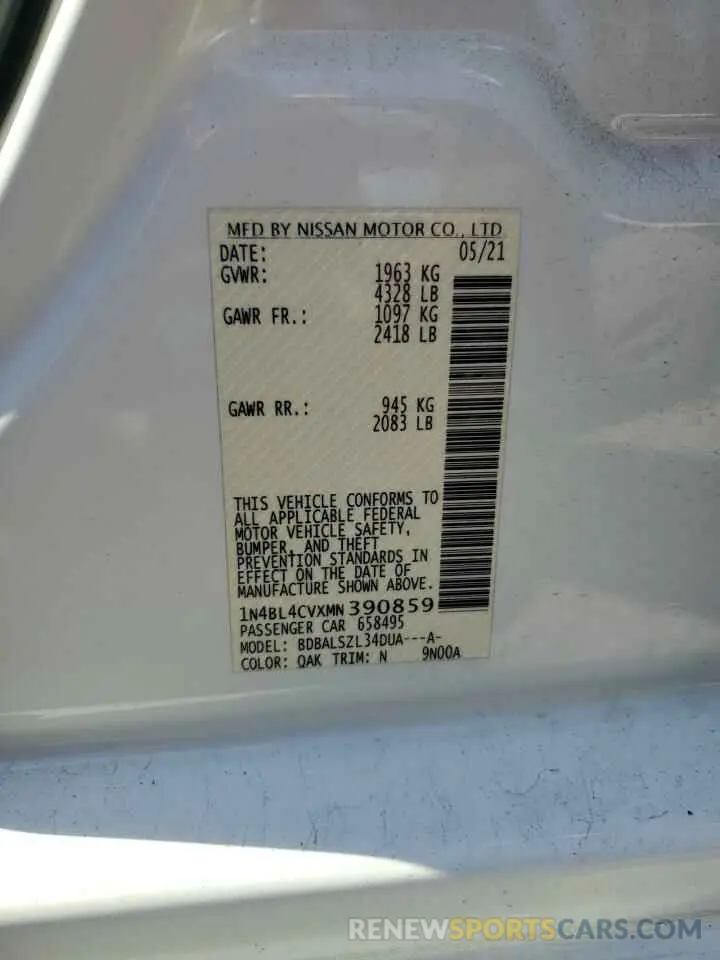 MFD BY NISSAN MOTOR CO., LTD
DATE: 05/21
GVWR: 1963 KG
4328 LB
GAWR FR.: 1097 KG
2418 LB
GAWR RR.: 945 KG
2083 LB
THIS VEHICLE CONFORMS TO
ALL APPLICABLE FEDERAL
MOTOR VEHICLE SAFETY,
BUMPER, AND THEFT
PREVENTION STANDARDS IN
EFFECT ON THE DATE OF
MANUFACTURE SHOWN ABOVE.
1N4BL4CVXMN390859
PASSENGER CAR 658495
MODEL: BDBALSZL34DUA---A-
COLOR: QAK TRIM: N 9N00A
RENEWSPORTSCARS.COM